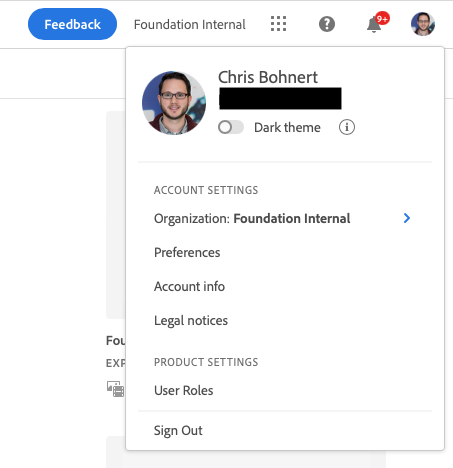 Feedback
Foundation Internal
9+
Chris Bohnert
Dark theme
ACCOUNT SETTINGS
Organization: Foundation Internal
Preferences
Account info
Legal notices
Fou
EXP
PRODUCT SETTINGS
User Roles
Sign Out